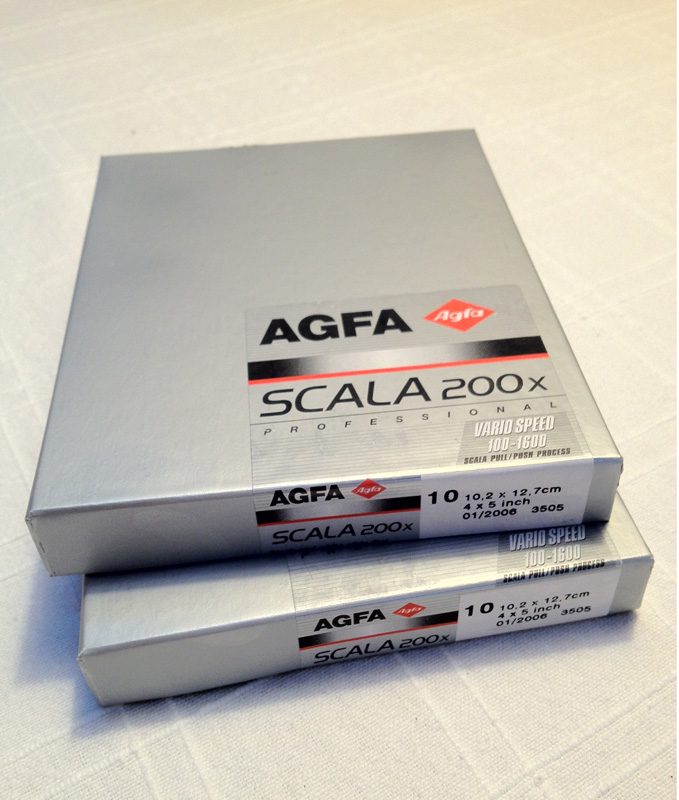 AGFA Agfa
SCALA 200x
PROFESSIONAL
VARIO SPEED
100-1600
SCALA PULL/PUSH PROCESS
AGFA Agfa
SCALA 200x
10 10,2 x 12,7cm
4 x 5 inch
01/2006 3505
VARIO SPEED
100-1600
SCALA PULL/PUSH PROCESS
AGFA Agfa
SCALA 200x
10 10,2 x 12,7cm
4 x 5 inch
01/2006 3505